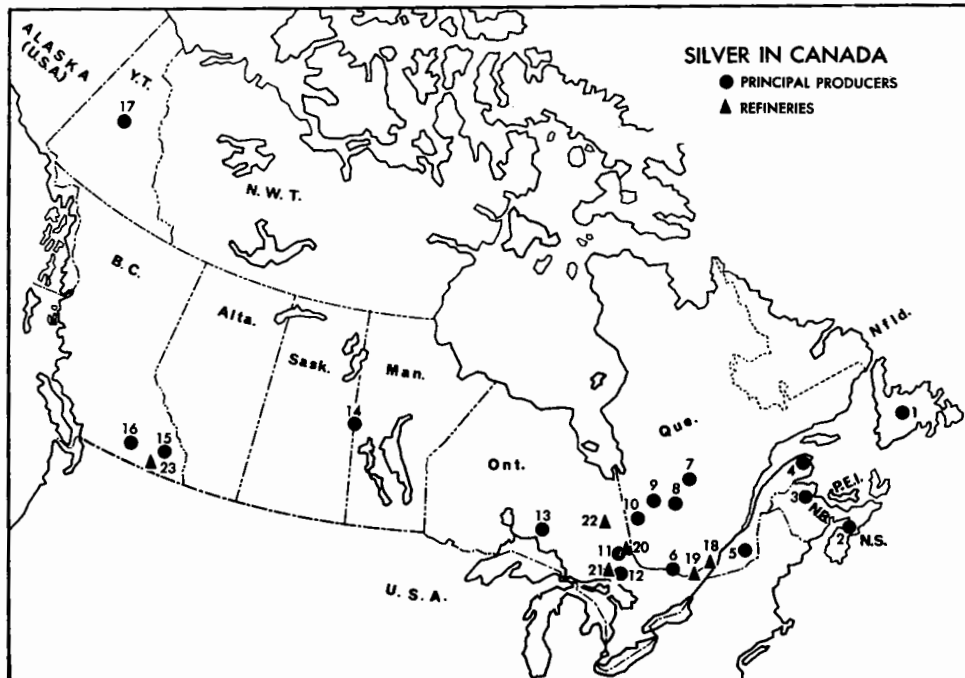 SILVER IN CANADA
● PRINCIPAL PRODUCERS
▲ REFINERIES
ALASKA
(U.S.A)
Y.T.
17
N.W.T.
B.C.
Alta.
Sask.
Man.
Ont.
Que.
Nfld.
P.E.I.
N.B.
N.S.
U.S.A.
1
2
3
4
5
6
7
8
9
10
11
12
13
14
15
16
18
19
20
21
22
23